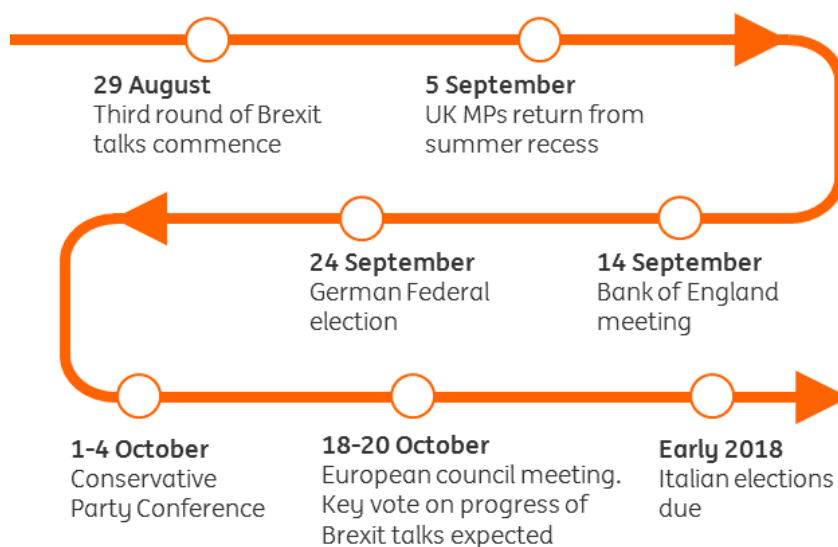 29 August
Third round of Brexit
talks commence
5 September
UK MPs return from
summer recess
14 September
Bank of England
meeting
24 September
German Federal
election
1-4 October
Conservative
Party Conference
18-20 October
European council meeting.
Key vote on progress of
Brexit talks expected
Early 2018
Italian elections
due